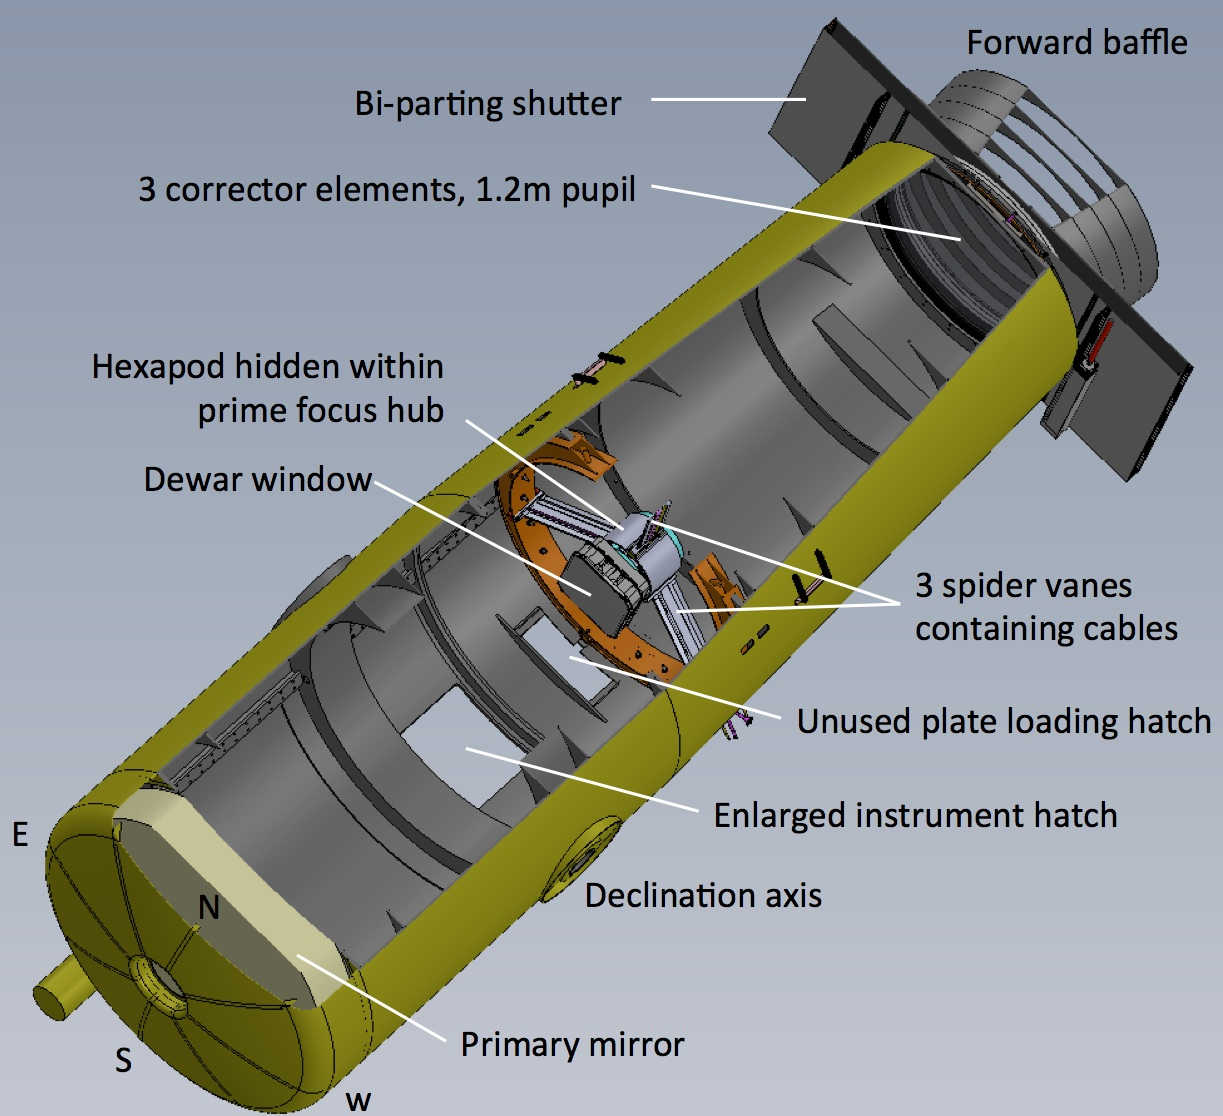 Forward baffle
Bi-parting shutter
3 corrector elements, 1.2m pupil
Hexapod hidden within
prime focus hub
Dewar window
3 spider vanes
containing cables
Unused plate loading hatch
Enlarged instrument hatch
E
Declination axis
N
Primary mirror
S
w